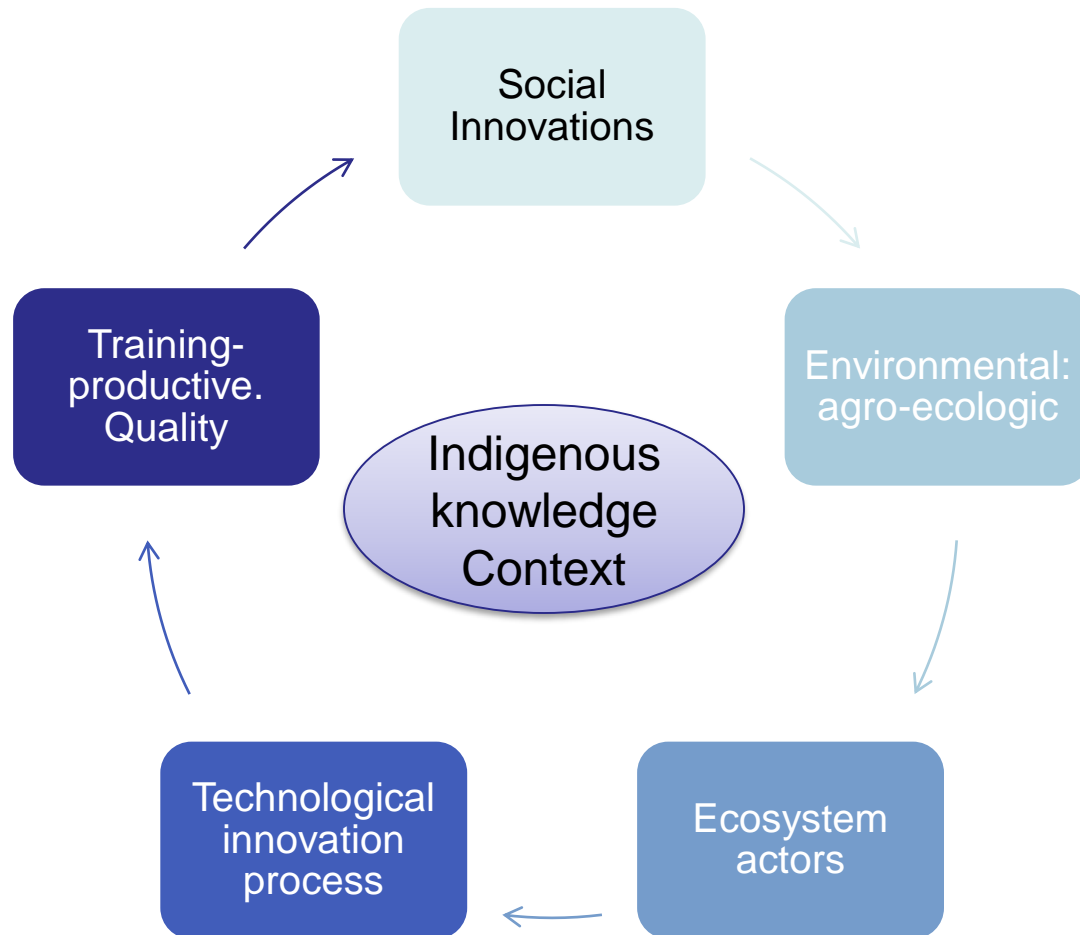 Social
Innovations
Environmental:
agro-ecologic
Ecosystem
actors
Technological
innovation
process
Training-
productive.
Quality
Indigenous
knowledge
Context